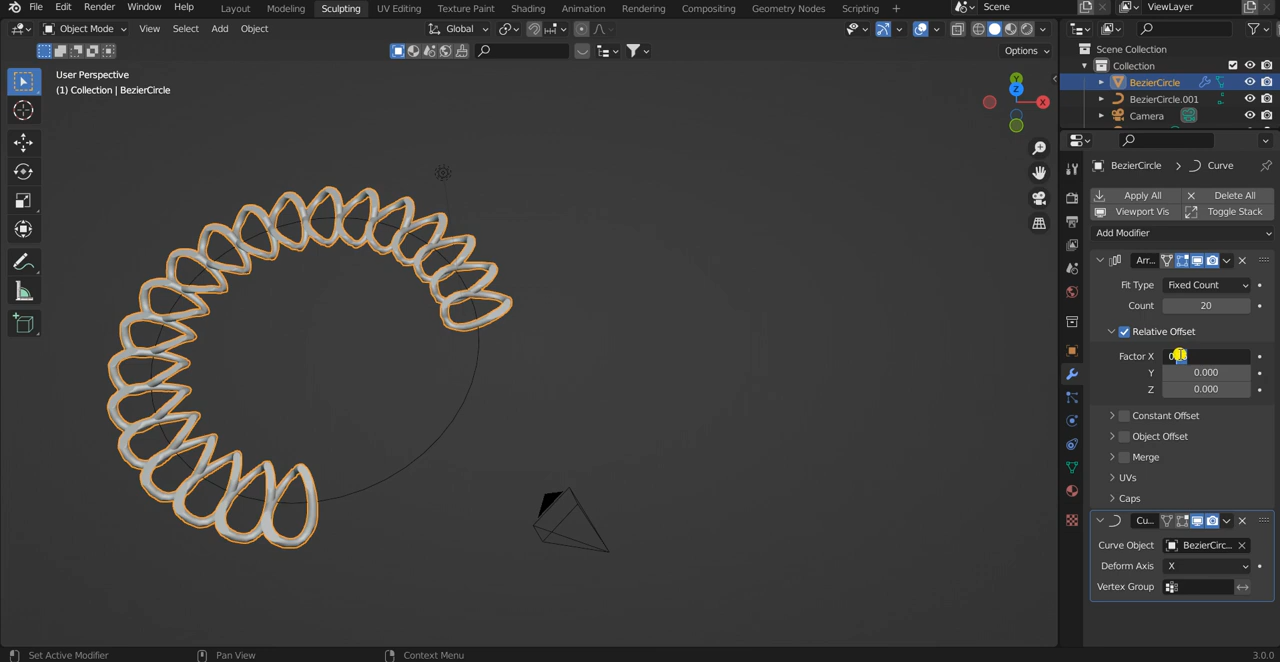 File Edit Render Window Help Layout Modeling Sculpting UV Editing Texture Paint Shading Animation Rendering Compositing Geometry Nodes Scripting + Scene ViewLayer
Object Mode View Select Add Object Global
Options
User Perspective
(1) Collection | BezierCircle
Y
Z
X
Scene Collection
Collection
BezierCircle
BezierCircle.001
Camera
BezierCircle > Curve
Apply All Delete All
Viewport Vis Toggle Stack
Add Modifier
Arr...
Fit Type Fixed Count
Count 20
Relative Offset
Factor X
Y 0.000
Z 0.000
Constant Offset
Object Offset
Merge
UVs
Caps
Cu...
Curve Object BezierCirc...
Deform Axis X
Vertex Group
Set Active Modifier Pan View Context Menu 3.0.0